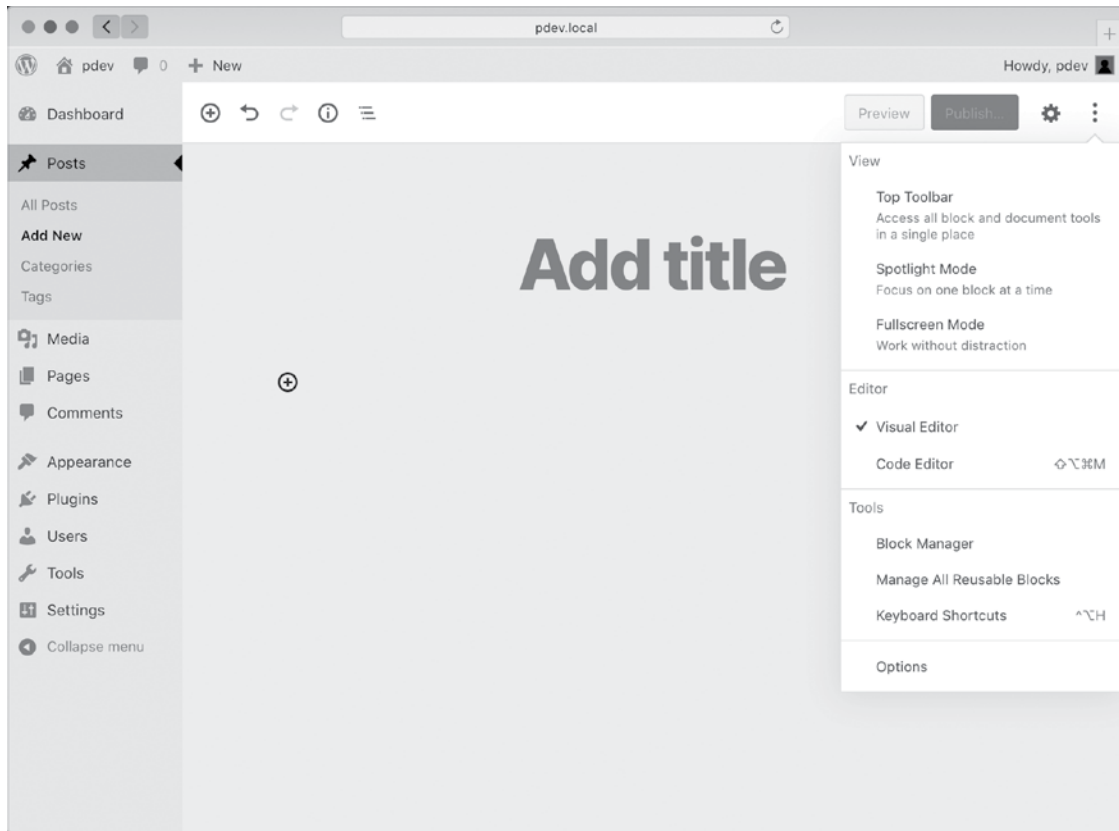 pdev.local
pdev 0 + New
Howdy, pdev
Dashboard
Posts
All Posts
Add New
Categories
Tags
Media
Pages
Comments
Appearance
Plugins
Users
Tools
Settings
Collapse menu
Preview
Publish...
Add title
View
Top Toolbar
Access all block and document tools
in a single place
Spotlight Mode
Focus on one block at a time
Fullscreen Mode
Work without distraction
Editor
✓ Visual Editor
Code Editor ⇧⌥⌘M
Tools
Block Manager
Manage All Reusable Blocks
Keyboard Shortcuts ^⌥H
Options